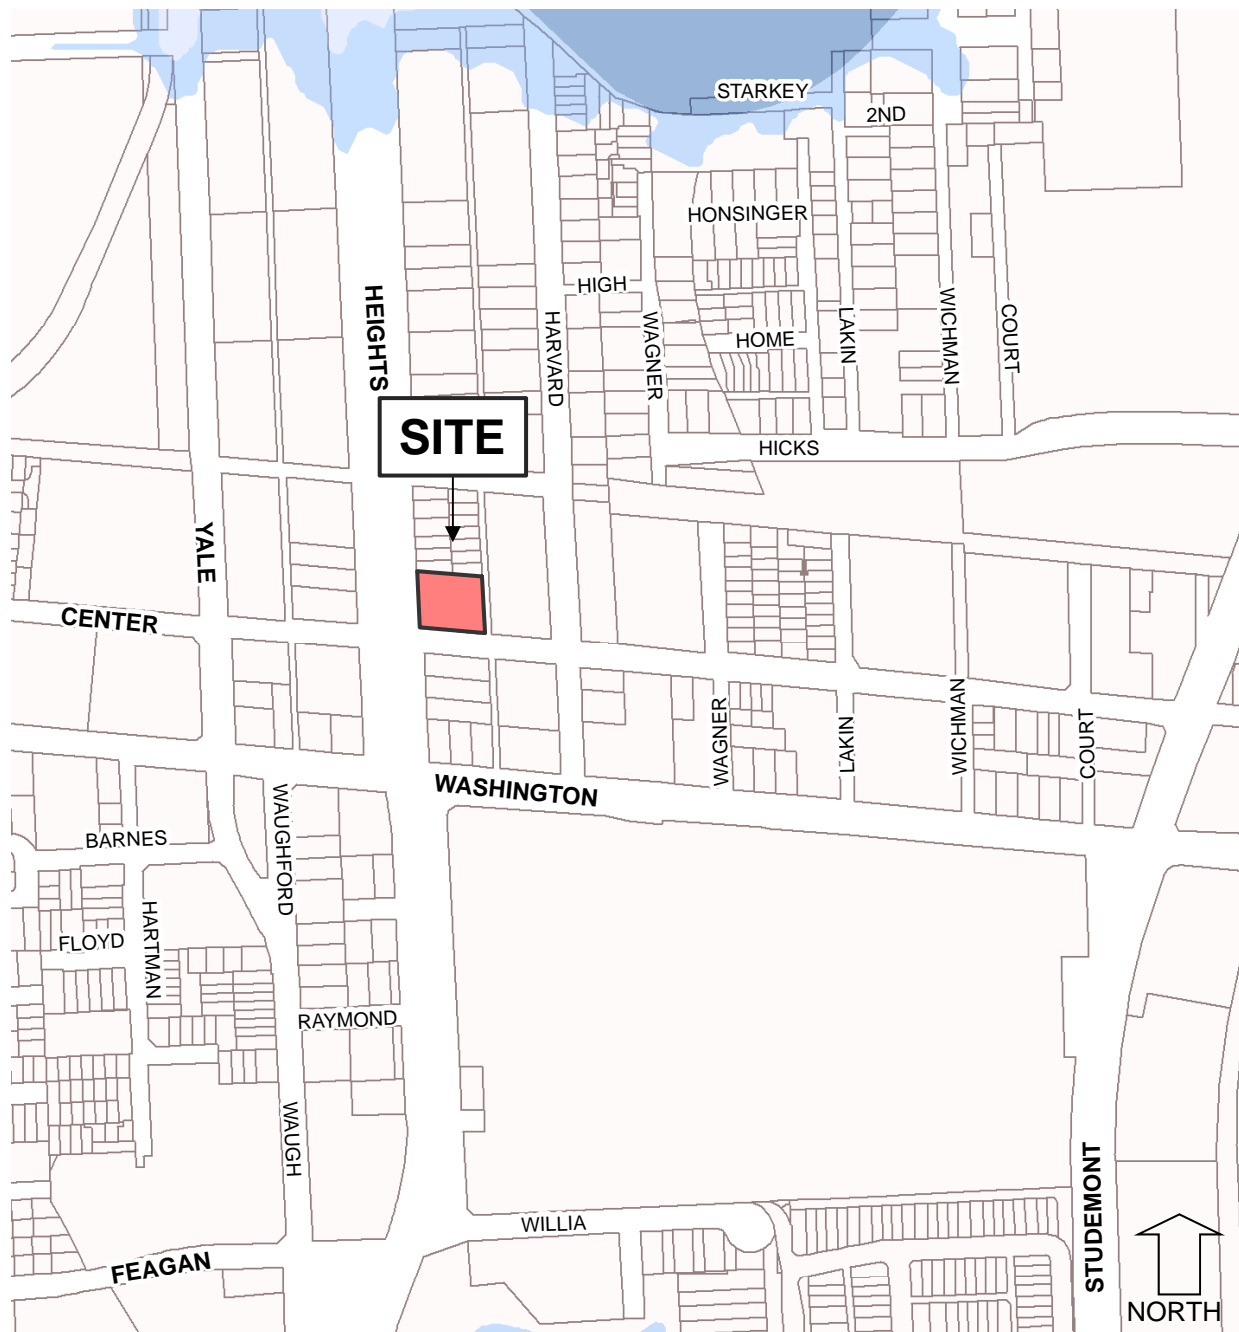 STARKEY
2ND
HONSINGER
HIGH
HEIGHTS
HARVARD
WAGNER
HOME
LAKIN
WICHMAN
COURT
SITE
HICKS
YALE
CENTER
WAGNER
LAKIN
WICHMAN
COURT
WASHINGTON
WAUGHFORD
BARNES
HARTMAN
FLOYD
RAYMOND
WAUGH
STUDEMONT
WILLIA
FEAGAN
NORTH